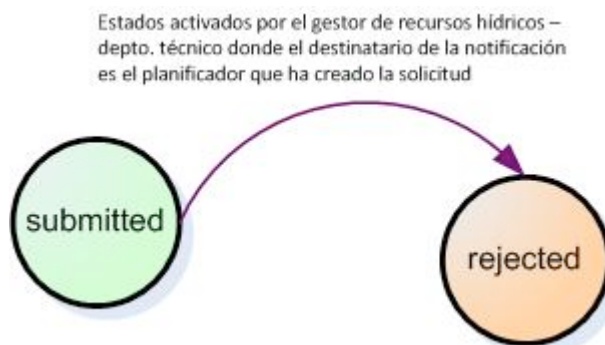 Estados activados por el gestor de recursos hídricos –
depto. técnico donde el destinatario de la notificación
es el planificador que ha creado la solicitud
submitted
rejected